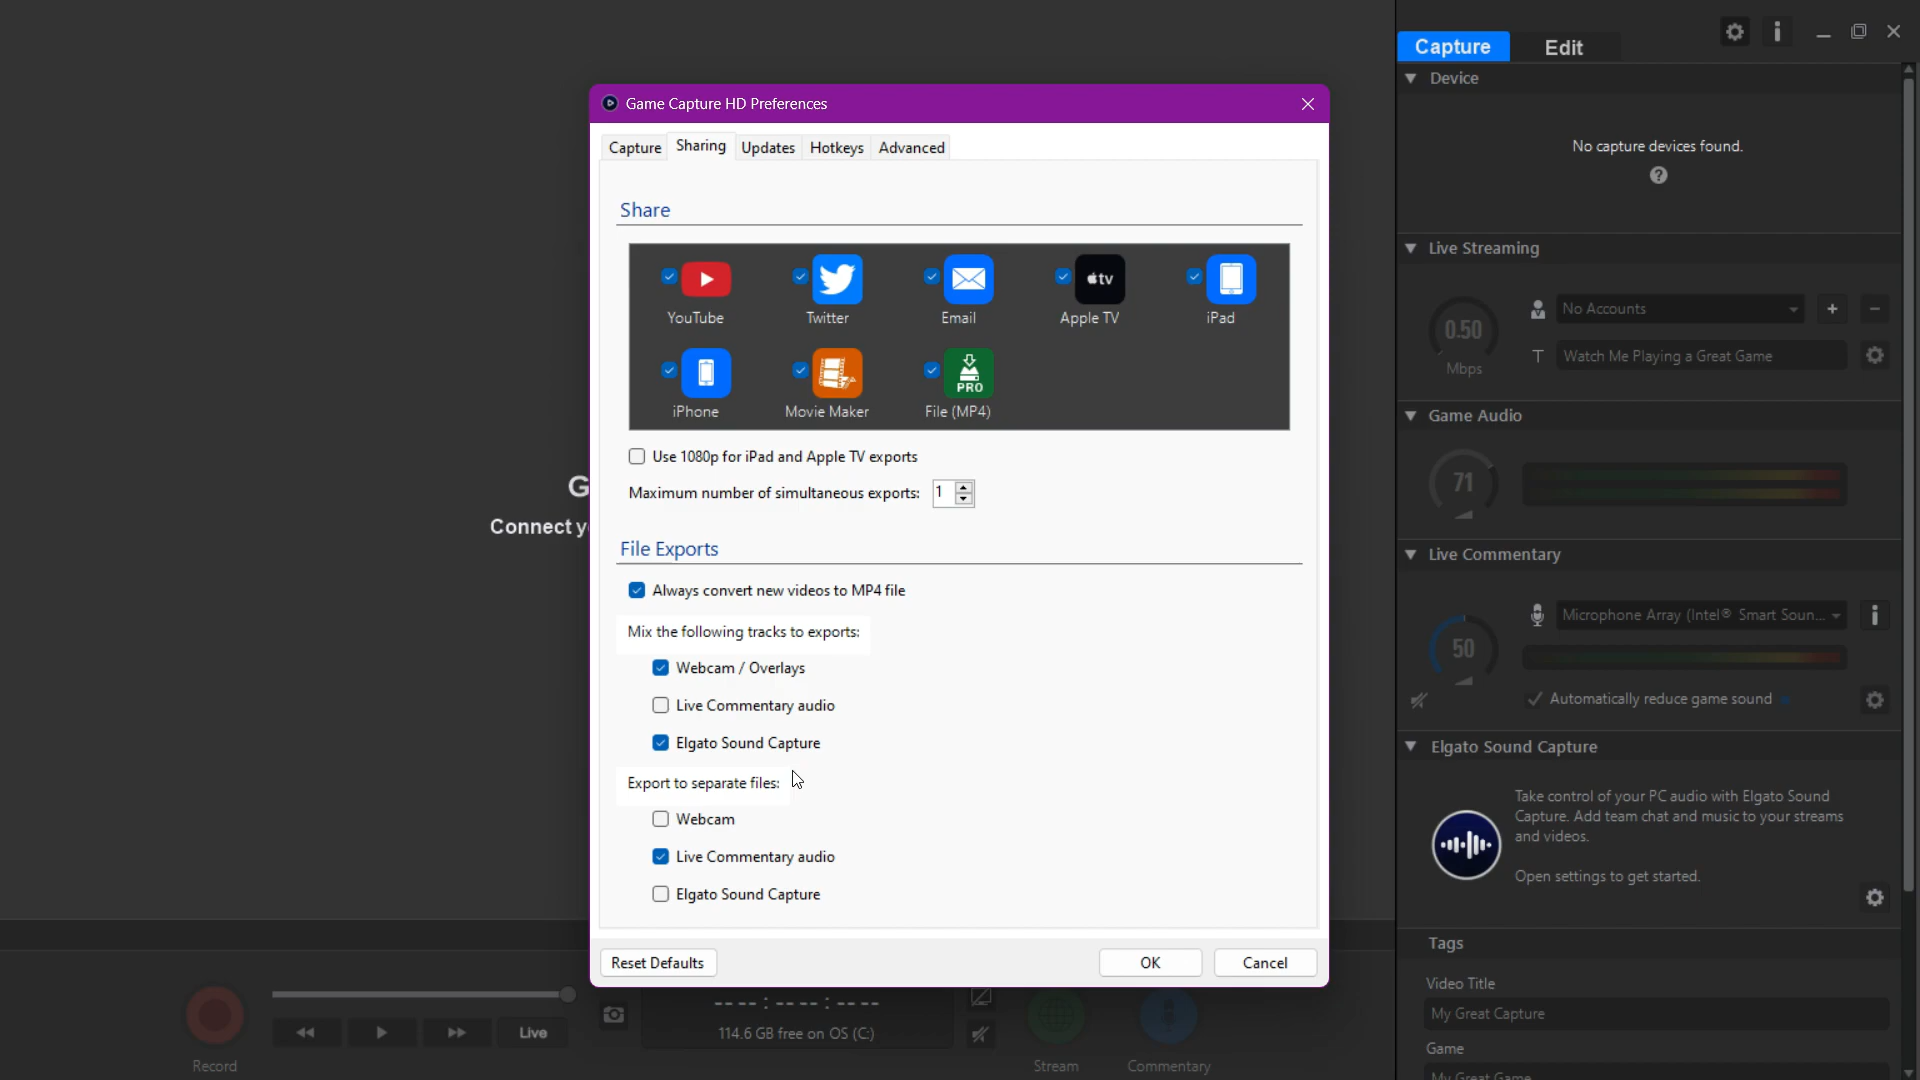 Capture
Edit
Device
No capture devices found.
Live Streaming
0.50
Mbps
No Accounts
T
Watch Me Playing a Great Game
Game Audio
71
Live Commentary
Microphone Array (Intel® Smart Soun...
50
Automatically reduce game sound
Elgato Sound Capture
Take control of your PC audio with Elgato Sound
Capture. Add team chat and music to your streams
and videos.
Open settings to get started.
Tags
Video Title
My Great Capture
Game
My Great Game
Game Capture HD Preferences
Capture
Sharing
Updates
Hotkeys
Advanced
Share
YouTube
Twitter
Email
tv
Apple TV
iPad
iPhone
Movie Maker
PRO
File (MP4)
Use 1080p for iPad and Apple TV exports
Maximum number of simultaneous exports: 1
File Exports
Always convert new videos to MP4 file
Mix the following tracks to exports:
Webcam / Overlays
Live Commentary audio
Elgato Sound Capture
Export to separate files:
Webcam
Live Commentary audio
Elgato Sound Capture
Reset Defaults
OK
Cancel
G
Connect y
Record
Live
-- -- : -- -- : -- --
114.6 GB free on OS (C:)
Stream
Commentary